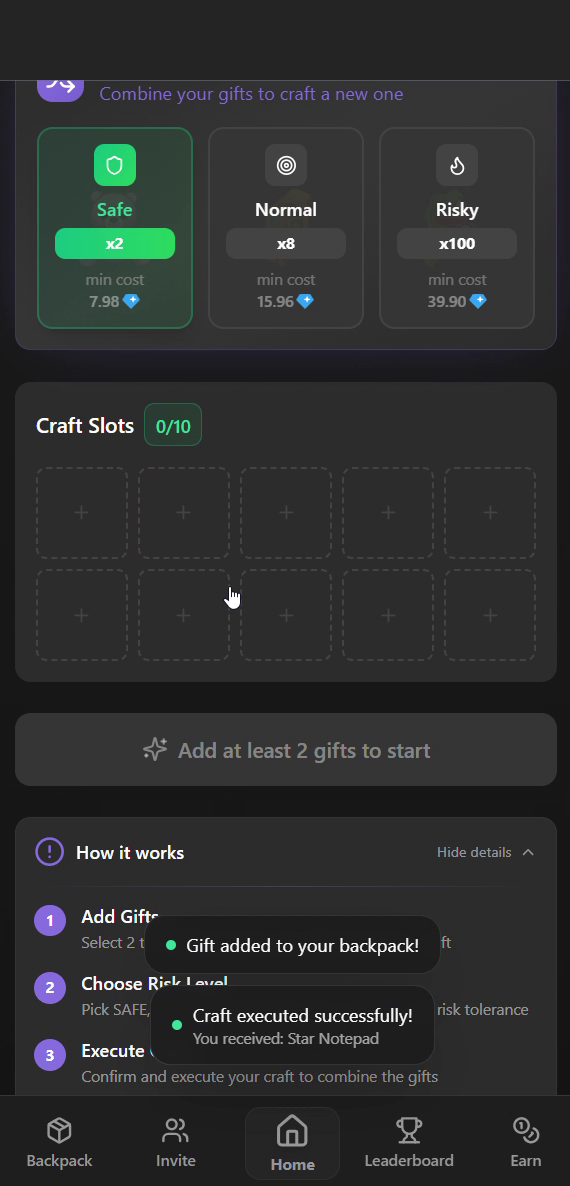 Combine your gifts to craft a new one
Safe
x2
min cost
7.98
Normal
x8
min cost
15.96
Risky
x100
min cost
39.90
Craft Slots
0/10
Add at least 2 gifts to start
How it works
Hide details
1
Add Gifts
Select 2 t
ft
2
Choose Risk Level
Pick SAFE,
risk tolerance
3
Execute
Confirm and execute your craft to combine the gifts
Gift added to your backpack!
Craft executed successfully!
You received: Star Notepad
Backpack
Invite
Home
Leaderboard
Earn